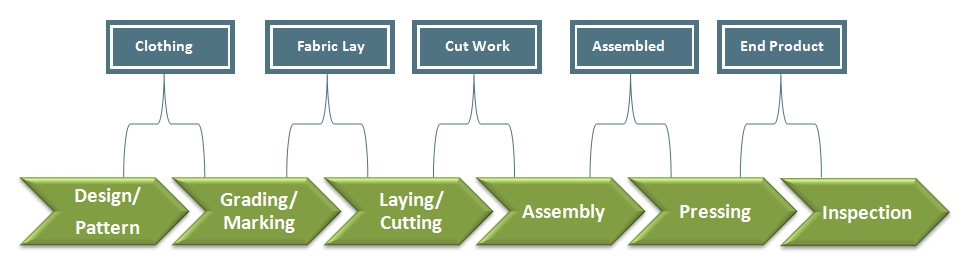 Clothing
Fabric Lay
Cut Work
Assembled
End Product
Design/
Pattern
Grading/
Marking
Laying/
Cutting
Assembly
Pressing
Inspection